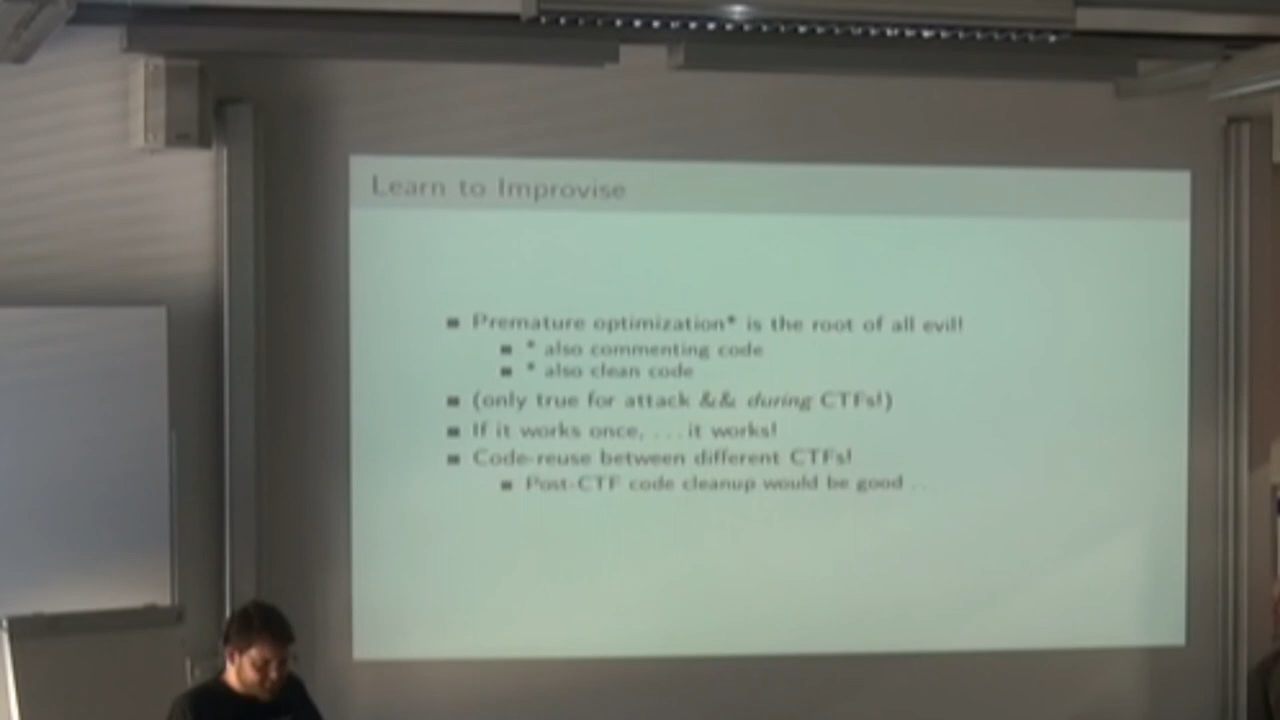 Learn to Improvise
Premature optimization* is the root of all evil!
* also commenting code
* also clean code
(only true for attack && during CTFs!)
If it works once, ... it works!
Code-reuse between different CTFs!
Post-CTF code cleanup would be good ...